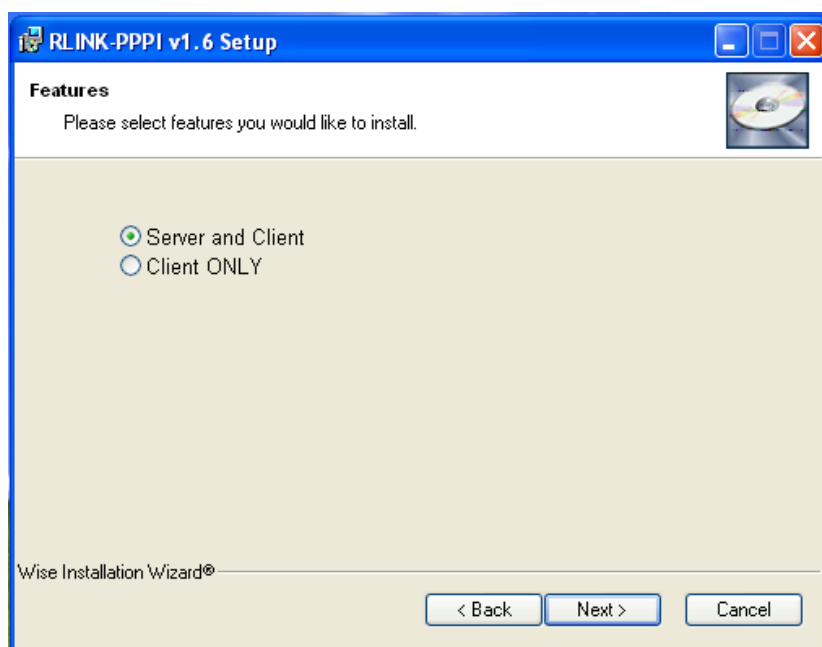 RLINK-PPPI v1.6 Setup
Features
Please select features you would like to install.
Server and Client
Client ONLY
Wise Installation Wizard®
< Back Next > Cancel